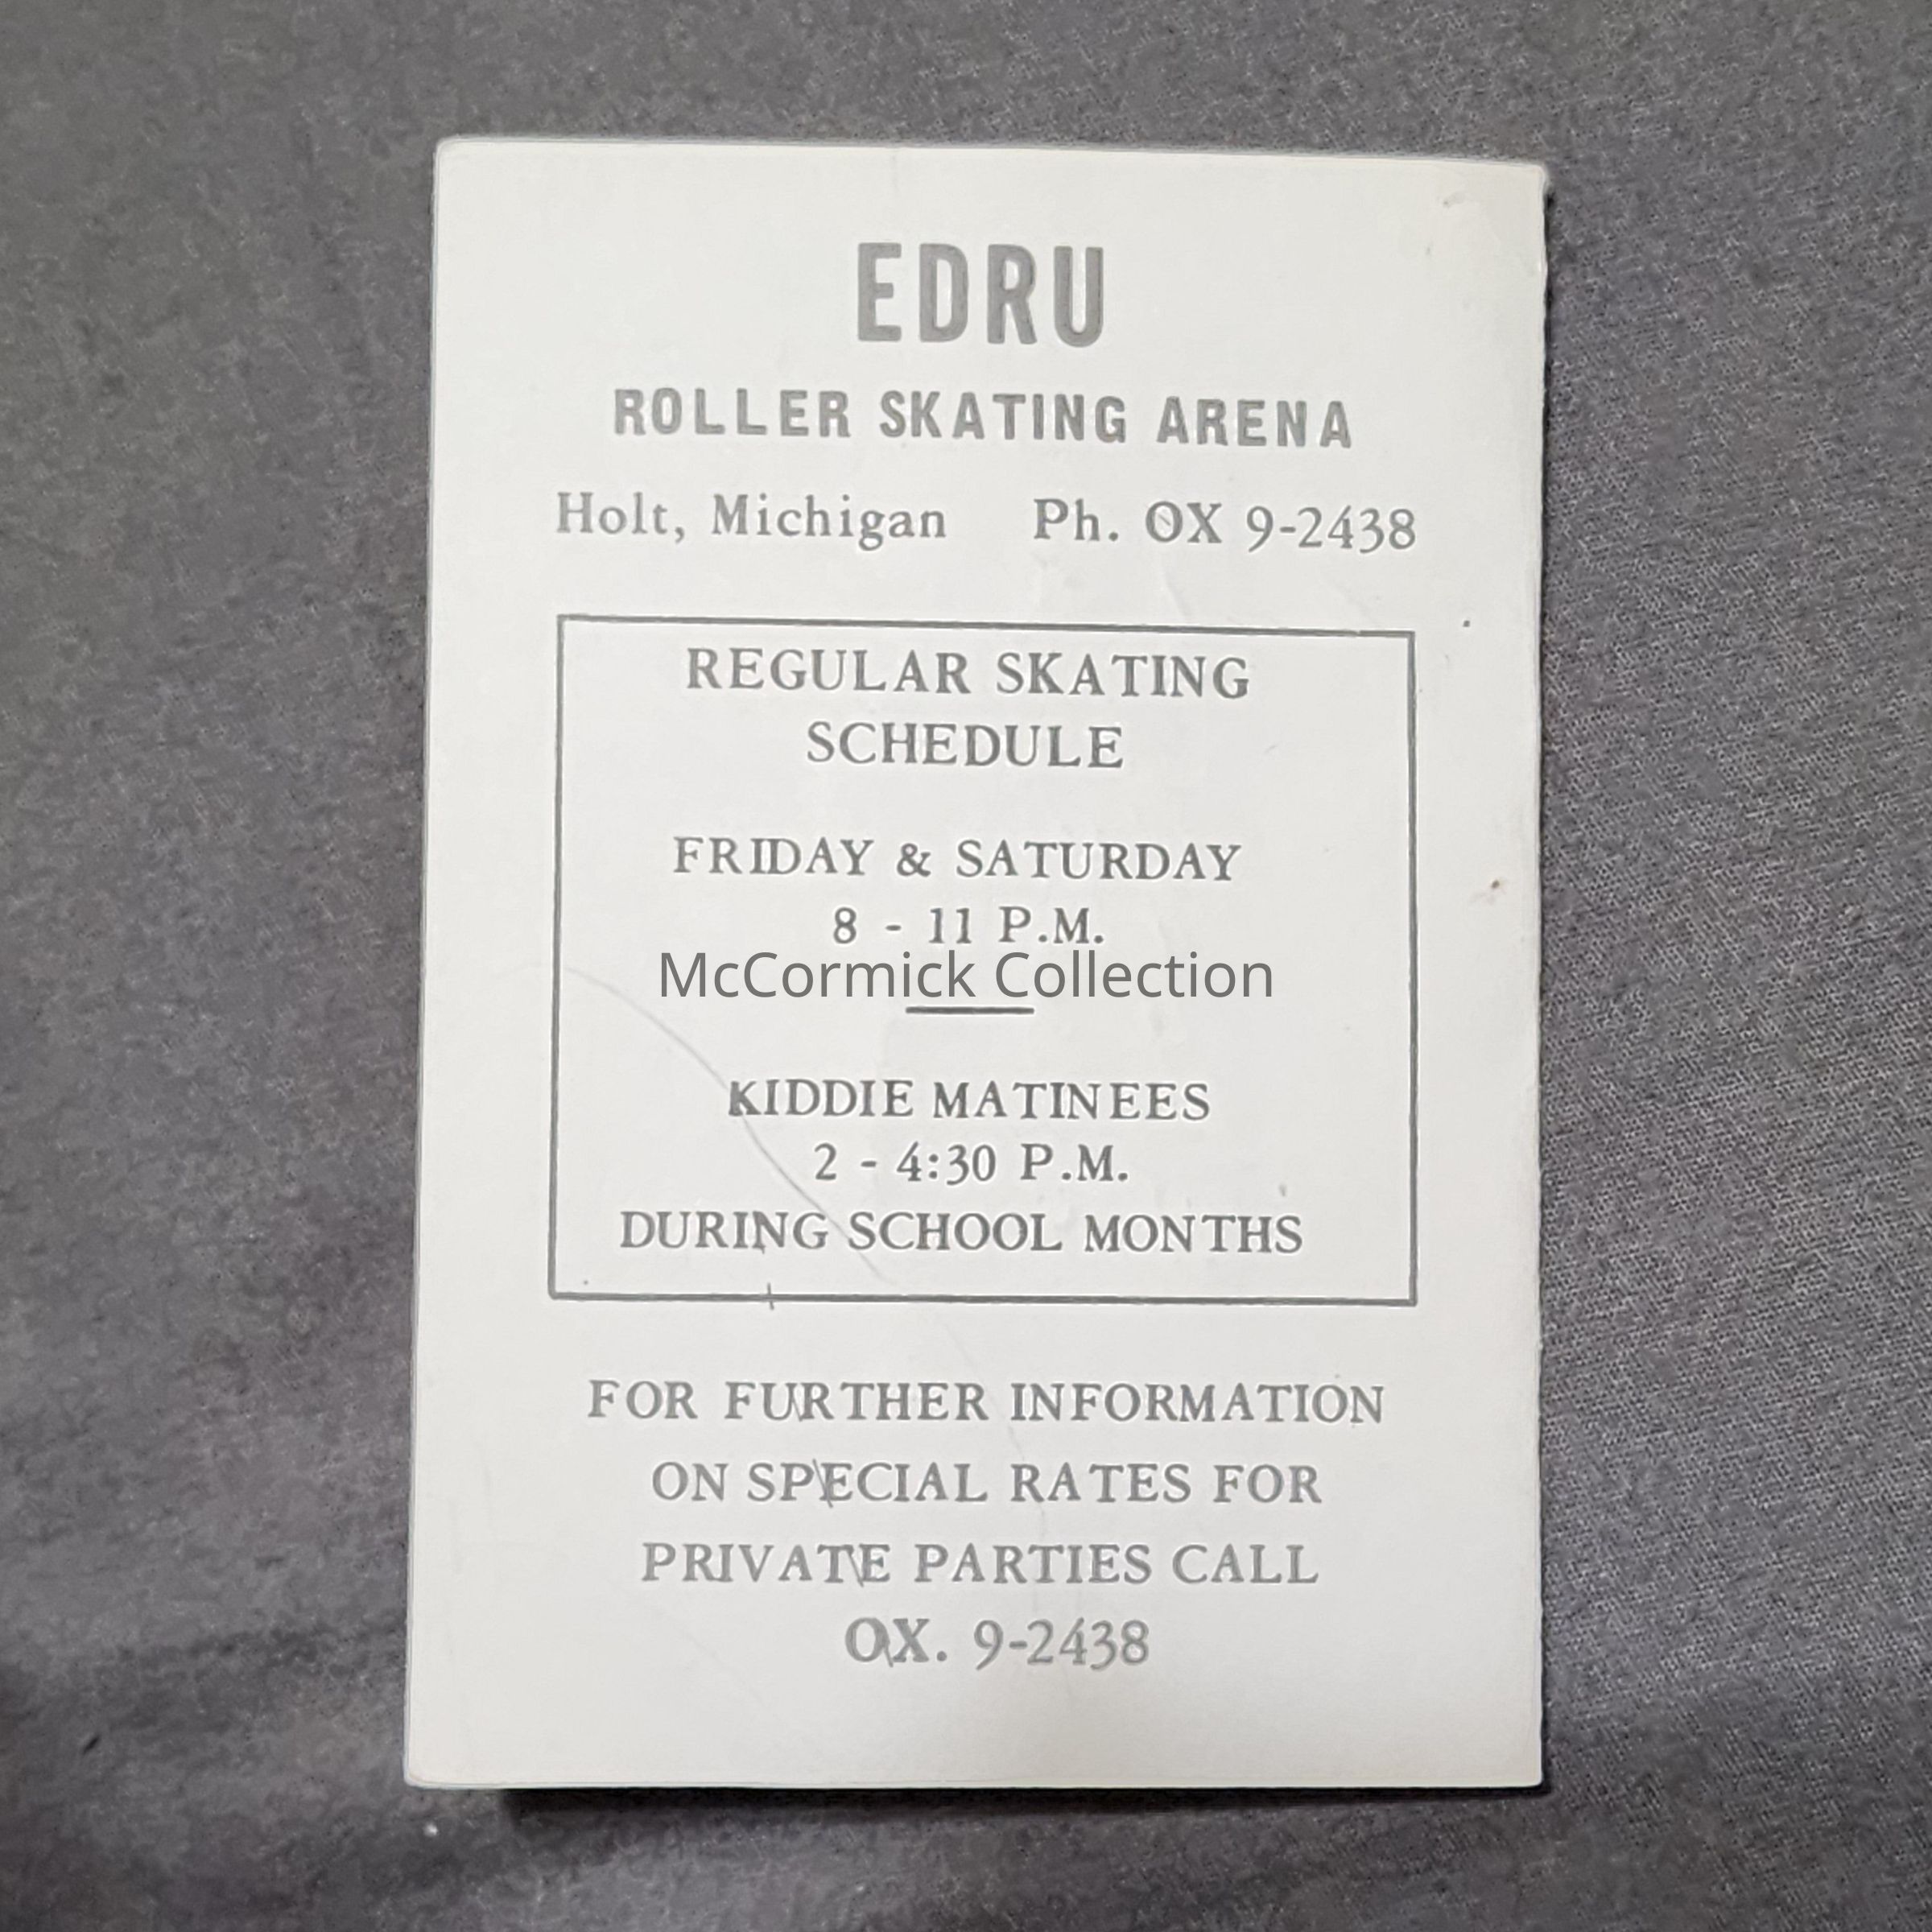 EDRU
ROLLER SKATING ARENA
Holt, Michigan Ph. OX 9-2438
REGULAR SKATING
SCHEDULE
FRIDAY & SATURDAY
8 - 11 P.M.
McCormick Collection
KIDDIE MATINEES
2 - 4:30 P.M.
DURING SCHOOL MONTHS
FOR FURTHER INFORMATION
ON SPECIAL RATES FOR
PRIVATE PARTIES CALL
OX. 9-2438